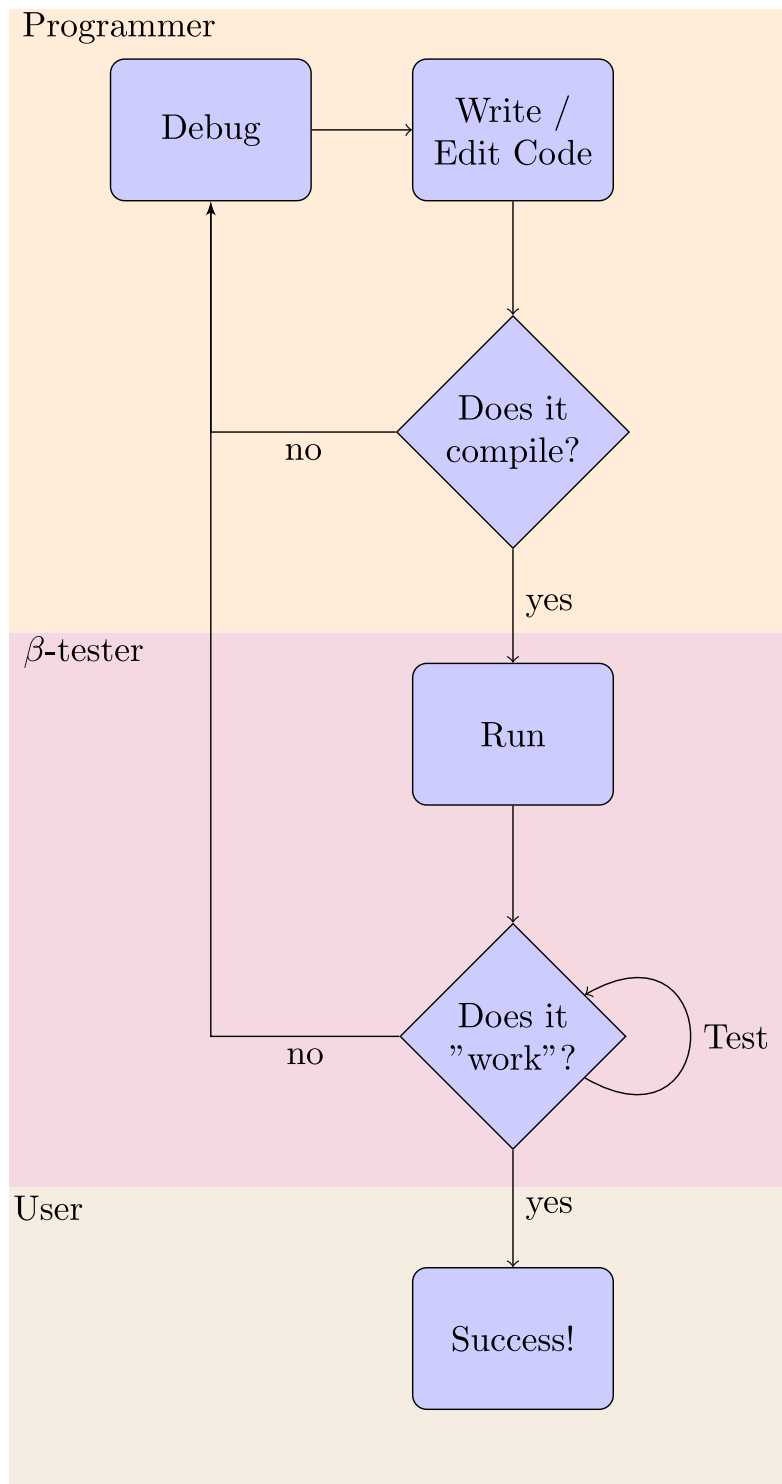 Programmer
Debug
Write /
Edit Code
Does it
compile?
no
yes
β-tester
Run
Does it
”work”?
Test
no
yes
User
Success!